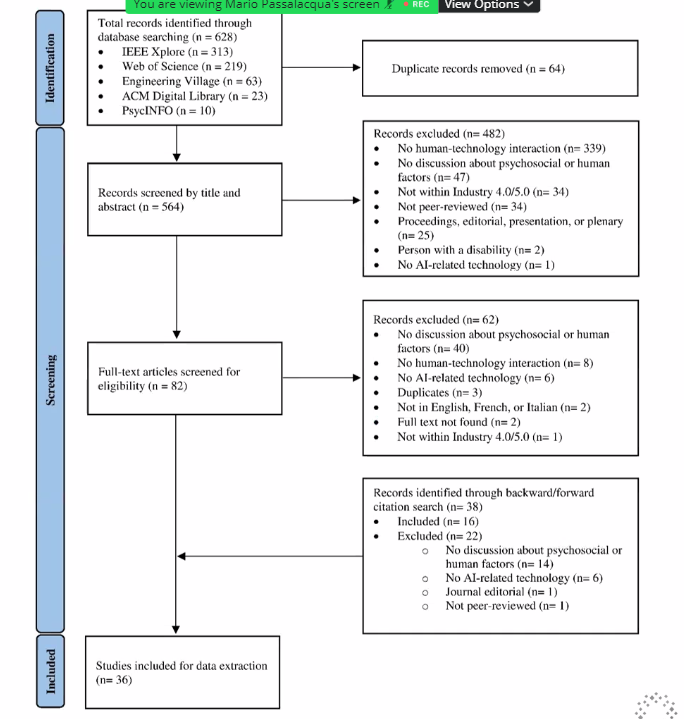 You are viewing Mario Passalacqua's screen
REC
View Options
Identification
Total records identified through
database searching (n = 628)
• IEEE Xplore (n = 313)
• Web of Science (n = 219)
• Engineering Village (n = 63)
• ACM Digital Library (n = 23)
• PsycINFO (n = 10)
Duplicate records removed (n = 64)
Screening
Records screened by title and
abstract (n = 564)
Records excluded (n= 482)
• No human-technology interaction (n= 339)
• No discussion about psychosocial or human
factors (n= 47)
• Not within Industry 4.0/5.0 (n= 34)
• Not peer-reviewed (n= 34)
• Proceedings, editorial, presentation, or plenary
(n= 25)
• Person with a disability (n= 2)
• No AI-related technology (n= 1)
Full-text articles screened for
eligibility (n = 82)
Records excluded (n= 62)
• No discussion about psychosocial or human
factors (n= 40)
• No human-technology interaction (n= 8)
• No AI-related technology (n= 6)
• Duplicates (n= 3)
• Not in English, French, or Italian (n= 2)
• Full text not found (n= 2)
• Not within Industry 4.0/5.0 (n= 1)
Records identified through backward/forward
citation search (n= 38)
• Included (n= 16)
• Excluded (n= 22)
o No discussion about psychosocial or
human factors (n= 14)
o No AI-related technology (n= 6)
o Journal editorial (n= 1)
o Not peer-reviewed (n= 1)
Included
Studies included for data extraction
(n= 36)